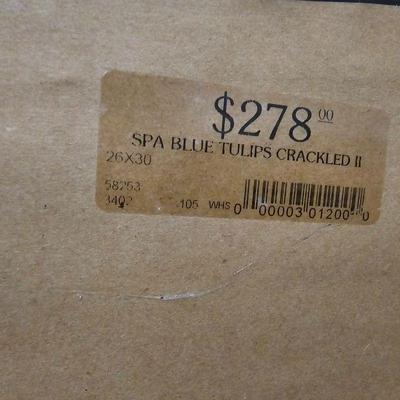 $278 00
SPA BLUE TULIPS CRACKLED II
26X30
58253
3402 105 WHS 0 00003 01200 0